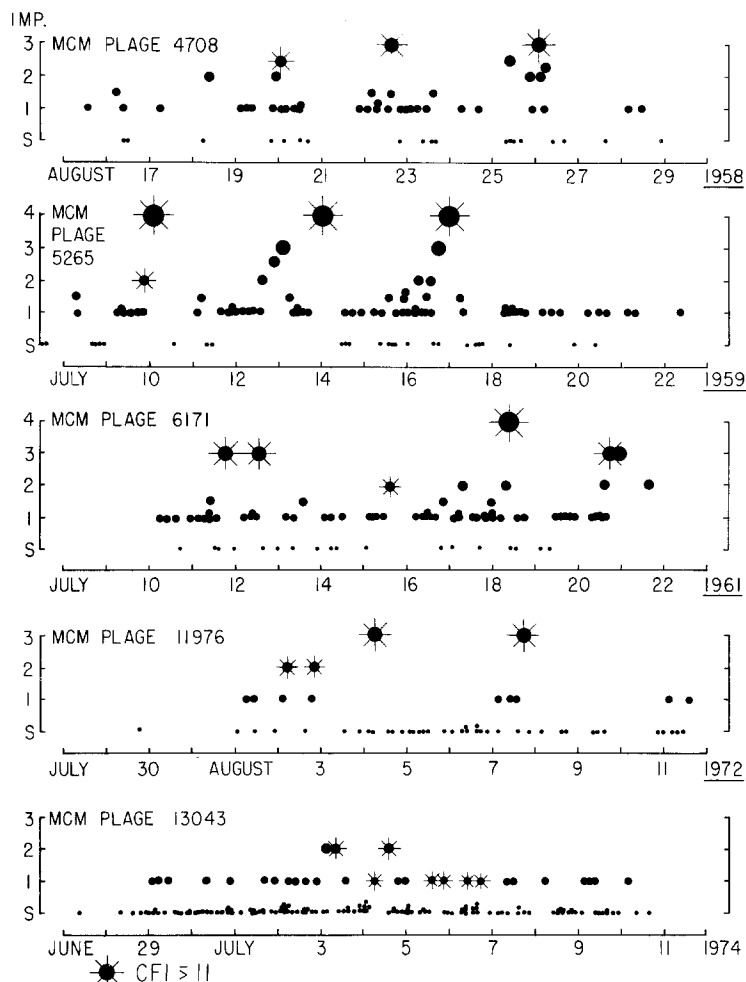 IMP.
3 MCM PLAGE 4708
2
1
S
AUGUST 17 19 21 23 25 27 29 1958
4 MCM
3 PLAGE
5265
2
1
S
JULY 10 12 14 16 18 20 22 1959
4 MCM PLAGE 6171
3
2
1
S
JULY 10 12 14 16 18 20 22 1961
3 MCM PLAGE 11976
2
1
S
JULY 30 AUGUST 3 5 7 9 11 1972
3 MCM PLAGE 13043
2
1
S
JUNE 29 JULY 3 5 7 9 11 1974
CFI ≥ 11